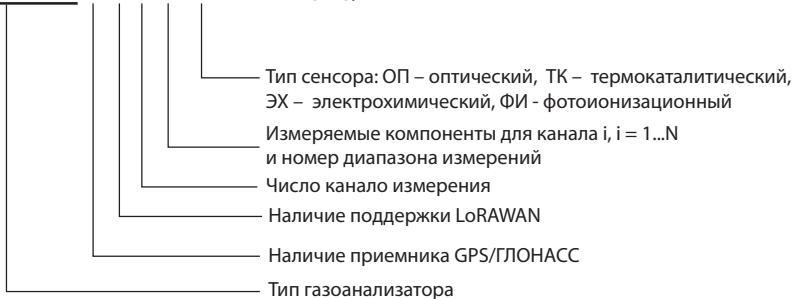 Тип сенсора: ОП – оптический, ТК – термокаталитический,
ЭХ – электрохимический, ФИ - фотоионизационный
Измеряемые компоненты для канала i, i = 1...N
и номер диапазона измерений
Число канало измерения
Наличие поддержки LoRAWAN
Наличие приемника GPS/ГЛОНАСС
Тип газоанализатора